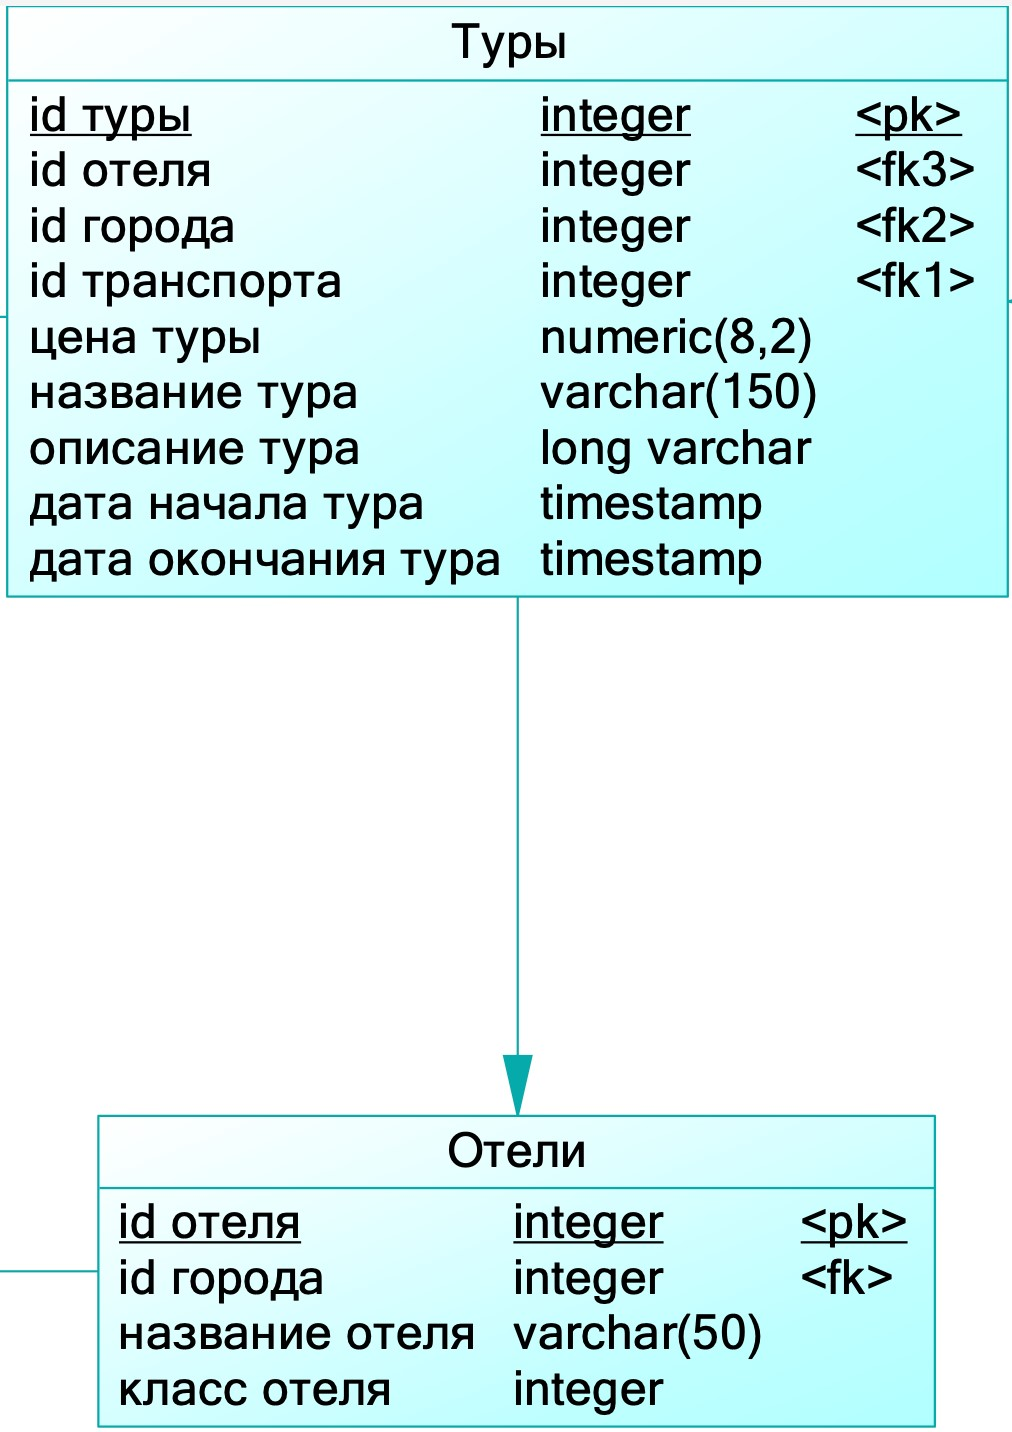 Туры
id туры integer <pk>
id отеля integer <fk3>
id города integer <fk2>
id транспорта integer <fk1>
цена туры numeric(8,2)
название тура varchar(150)
описание тура long varchar
дата начала тура timestamp
дата окончания тура timestamp
Отели
id отеля integer <pk>
id города integer <fk>
название отеля varchar(50)
класс отеля integer